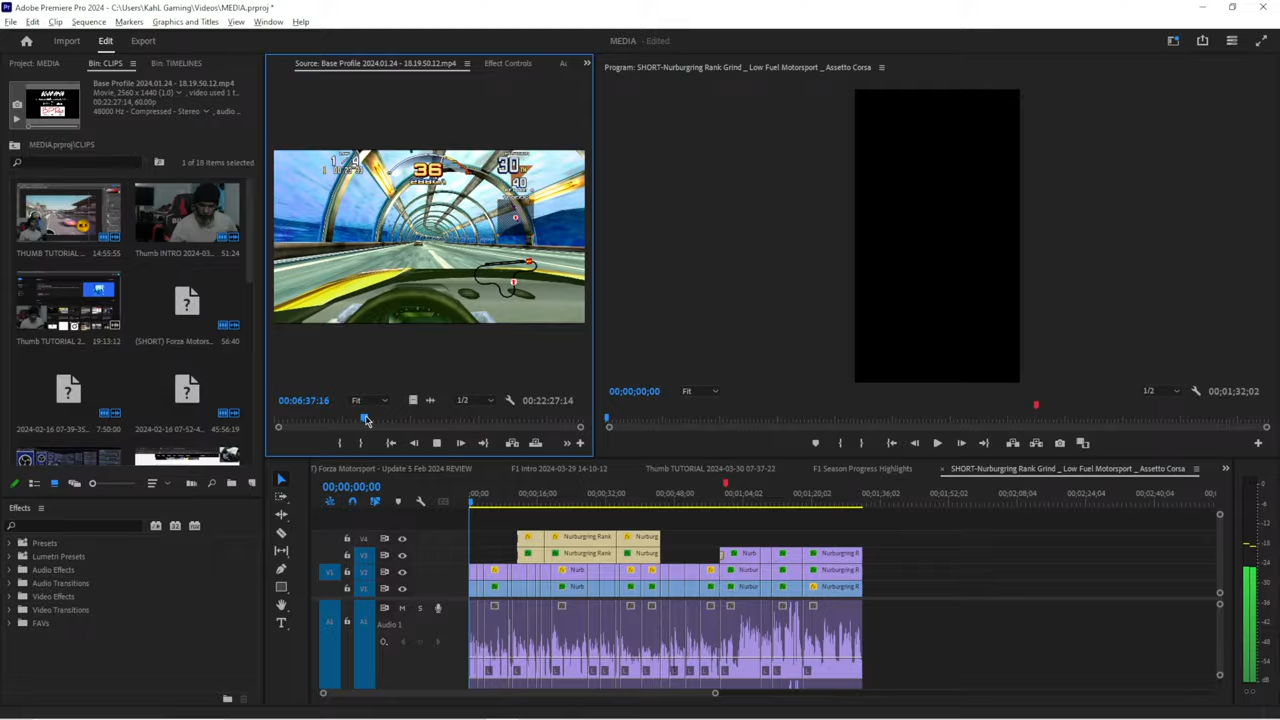 Adobe Premiere Pro 2024 - C:\Users\KahL Gaming\Videos\MEDIA.prproj *
File Edit Clip Sequence Markers Graphics and Titles View Window Help
Import Edit Export
MEDIA - Edited
Project: MEDIA Bin: CLIPS Bin: TIMELINES
Source: Base Profile 2024.01.24 - 18.19.50.12.mp4 Effect Controls
Program: SHORT-Nurburgring Rank Grind _ Low Fuel Motorsport _ Assetto Corsa
Base Profile 2024.01.24 - 18.19.50.12.mp4
Movie, 2560 x 1440 (1.0) , video used 1 t...
00:22:27:14, 60.00p
48000 Hz - Compressed - Stereo , audio ...
MEDIA.prproj\CLIPS
1 of 18 items selected
THUMB TUTORIAL ... 14:55:55
Thumb INTRO 2024-03... 51:24
Thumb TUTORIAL 2... 19:13:12
(SHORT) Forza Motors... 56:40
2024-02-16 07-39-35... 7:50:00
2024-02-16 07-52-4... 45:56:19
36
30
40
00:06:37:16 Fit 1/2 00:22:27:14
00;00;00;00 Fit 1/2 00;01;32;02
Effects
Presets
Lumetri Presets
Audio Effects
Audio Transitions
Video Effects
Video Transitions
FAVs
) Forza Motorsport - Update 5 Feb 2024 REVIEW F1 Intro 2024-03-29 14-10-12 Thumb TUTORIAL 2024-03-30 07-37-22 F1 Season Progress Highlights SHORT-Nurburgring Rank Grind _ Low Fuel Motorsport _ Assetto Corsa
00;00;00;00
;00;00 00;00;16;00 00;00;32;00 00;00;48;00 00;01;04;02 00;01;20;02 00;01;36;02 00;01;52;02 00;02;08;04 00;02;24;04 00;02;40;04
V4 Nurburgring Rank Nurburg
V3 Nurburgring Rank Nurburg Nurb Nurburgring R
V1 V2 Nurb Nurbur Nurburgring R
V1 Nurb Nurbur Nurburgring R
A1 A1 M S
Audio 1